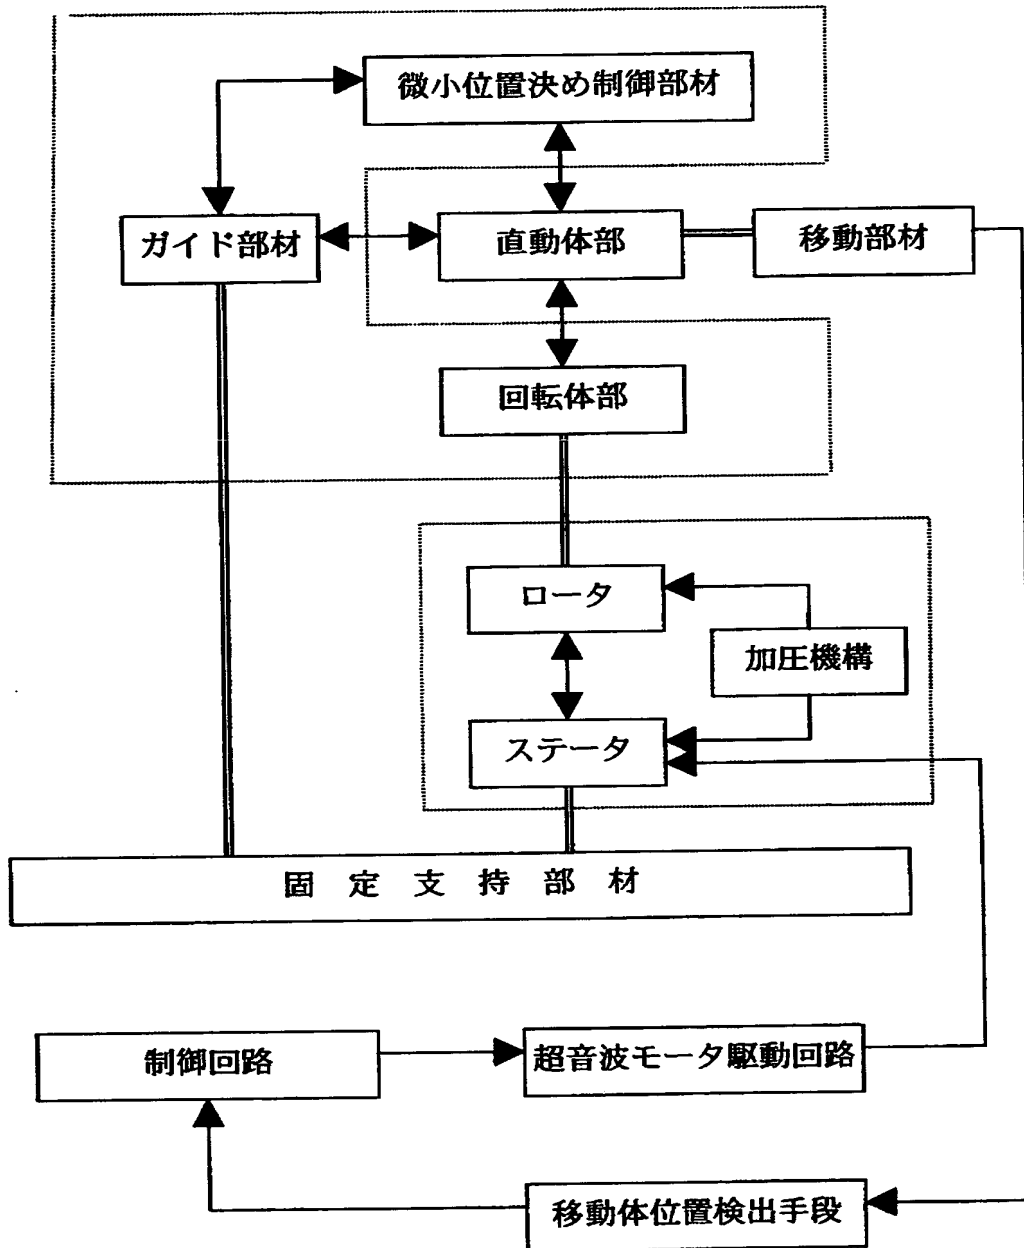 微小位置決め制御部材
ガイド部材
直動体部
移動部材
回転体部
ロータ
加圧機構
ステータ
固定支持部材
制御回路
超音波モータ駆動回路
移動体位置検出手段